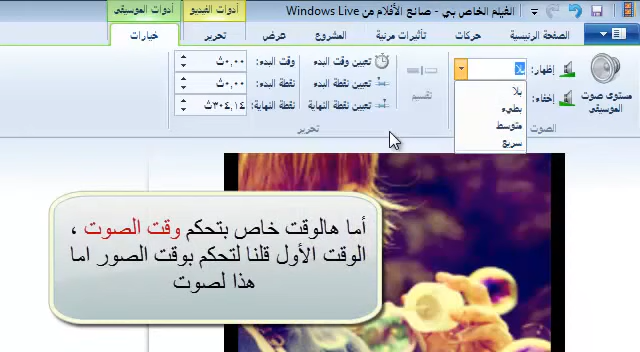 الفيلم الخاص بي - صانع الأفلام من Windows Live
أدوات الفيديو
أدوات الموسيقى
الصفحة الرئيسية
حركات
تأثيرات مرئية
المشروع
عرض
تحرير
خيارات
مستوى صوت
الموسيقى
إظهار: بلا
إخفاء:
بلا
بطيء
متوسط
سريع
الصوت
تقسيم
تعيين وقت البدء
تعيين نقطة البدء
تعيين نقطة النهاية
وقت البدء: ٠,٠٠ث
نقطة البدء: ٠,٠٠ث
نقطة النهاية: ٣٠٤,١٤ث
تحرير
أما هالوقت خاص بتحكم وقت الصوت ،
الوقت الأول قلنا لتحكم بوقت الصور اما
هذا لصوت